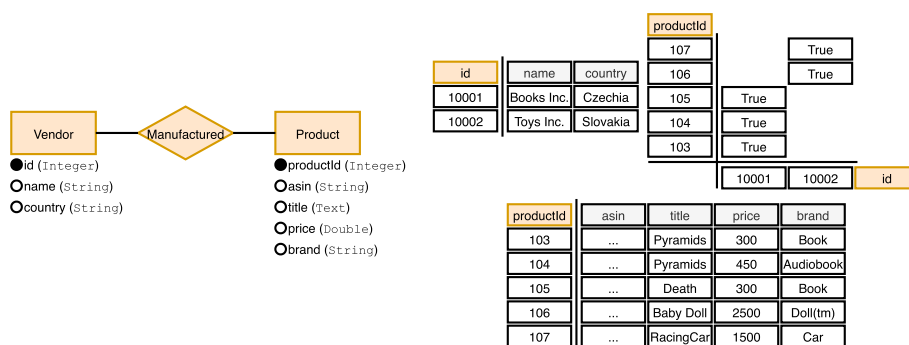 Vendor
Manufactured
Product
id (Integer)
name (String)
country (String)
productId (Integer)
asin (String)
title (Text)
price (Double)
brand (String)
id name country
10001 Books Inc. Czechia
10002 Toys Inc. Slovakia
productId
107 True
106 True
105 True
104 True
103 True
10001 10002 id
productId asin title price brand
103 ... Pyramids 300 Book
104 ... Pyramids 450 Audiobook
105 ... Death 300 Book
106 ... Baby Doll 2500 Doll(tm)
107 ... RacingCar 1500 Car